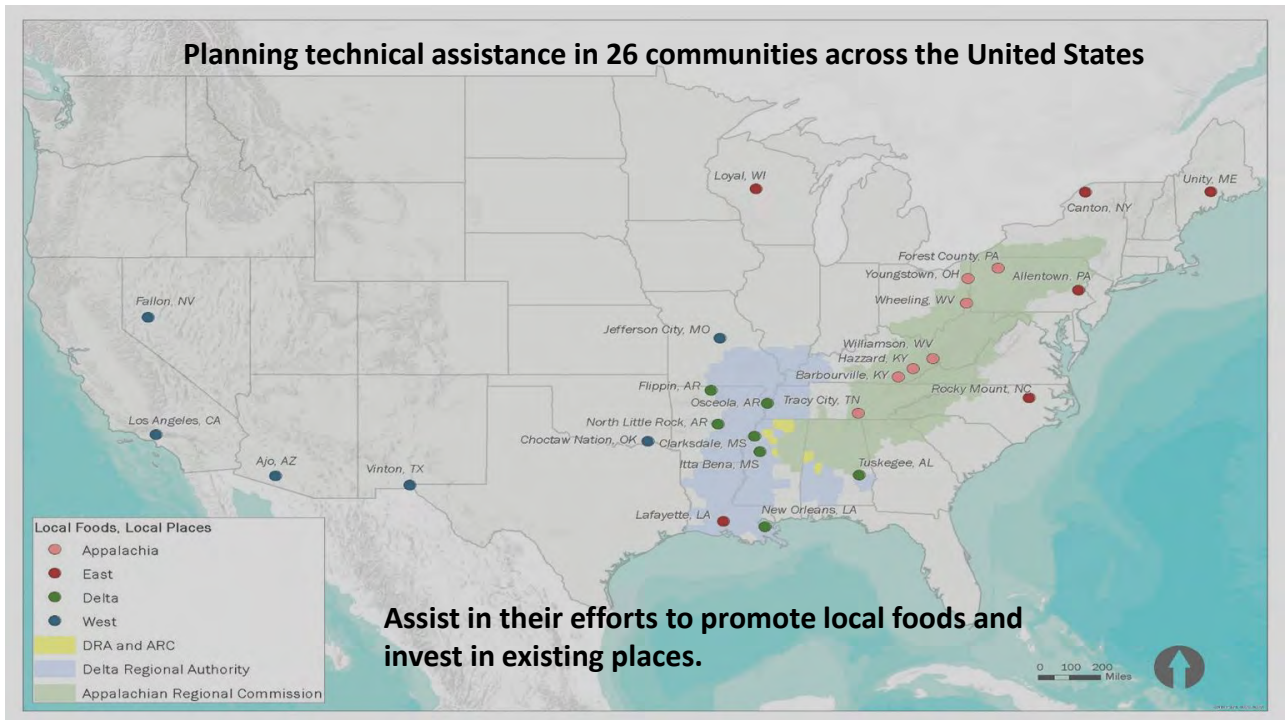 Planning technical assistance in 26 communities across the United States
Loyal, WI
Unity, ME
Canton, NY
Forest County, PA
Youngstown, OH
Allentown, PA
Wheeling, WV
Fallon, NV
Jefferson City, MO
Williamson, WV
Hazzard, KY
Barbourville, KY
Flippin, AR
Rocky Mount, NC
Osceola, AR
Tracy City, TN
Los Angeles, CA
North Little Rock, AR
Choctaw Nation, OK
Clarksdale, MS
Itta Bena, MS
Ajo, AZ
Vinton, TX
Tuskegee, AL
Lafayette, LA
New Orleans, LA
Local Foods, Local Places
Appalachia
East
Delta
West
DRA and ARC
Delta Regional Authority
Appalachian Regional Commission
Assist in their efforts to promote local foods and
invest in existing places.
0 100 200
Miles